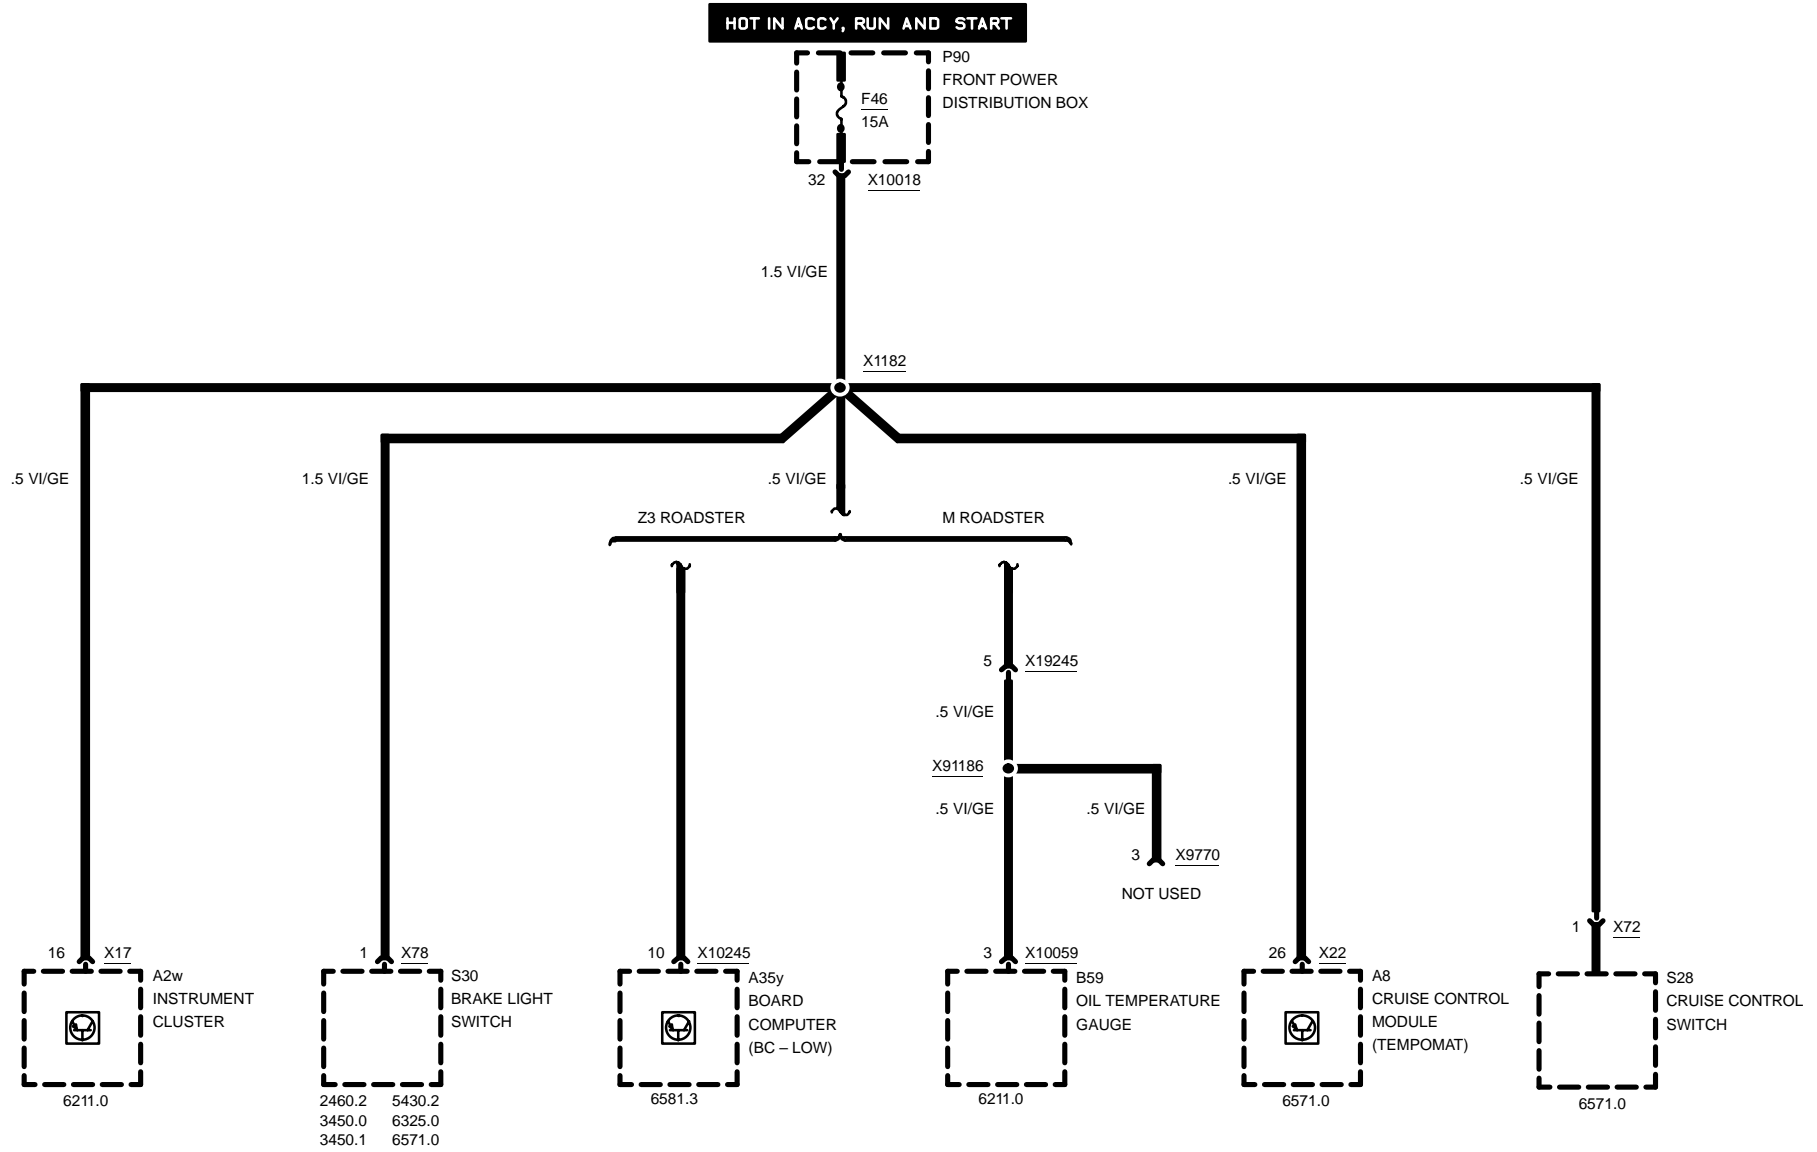 HOT IN ACCY, RUN AND START
P90
FRONT POWER
DISTRIBUTION BOX
F46
15A
32 X10018
1.5 VI/GE
X1182
.5 VI/GE
1.5 VI/GE
.5 VI/GE
.5 VI/GE
.5 VI/GE
Z3 ROADSTER
M ROADSTER
5 X19245
.5 VI/GE
X91186
.5 VI/GE
.5 VI/GE
3 X9770
NOT USED
16 X17
A2w
INSTRUMENT
CLUSTER
6211.0
1 X78
S30
BRAKE LIGHT
SWITCH
2460.2 5430.2
3450.0 6325.0
3450.1 6571.0
10 X10245
A35y
BOARD
COMPUTER
(BC – LOW)
6581.3
3 X10059
B59
OIL TEMPERATURE
GAUGE
6211.0
26 X22
A8
CRUISE CONTROL
MODULE
(TEMPOMAT)
6571.0
1 X72
S28
CRUISE CONTROL
SWITCH
6571.0